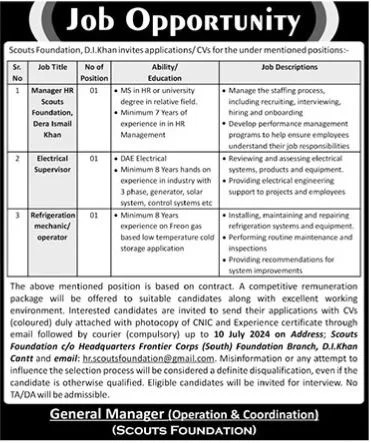 Job Opportunity
Scouts Foundation, D.I.Khan invites applications/ CVs for the under mentioned positions:-
Sr. No
Job Title
No of Position
Ability/ Education
Job Descriptions
1
Manager HR
Scouts
Foundation,
Dera Ismail
Khan
01
• MS in HR or university
degree in relative field.
• Minimum 7 Years of
experience in in HR
Management
• Manage the staffing process,
including recruiting, interviewing,
hiring and onboarding
• Develop performance management
programs to help ensure employees
understand their job responsibilities
2
Electrical
Supervisor
01
• DAE Electrical
• Minimum 8 Years hands on
experience in industry with
3 phase, generator, solar
system, control systems etc
• Reviewing and assessing electrical
systems, products and equipment.
• Providing electrical engineering
support to projects and employees
3
Refrigeration
mechanic/
operator
01
• Minimum 8 Years
experience on Freon gas
based low temperature cold
storage application
• Installing, maintaining and repairing
refrigeration systems and equipment.
• Performing routine maintenance and
inspections
• Providing recommendations for
system improvements
The above mentioned position is based on contract. A competitive remuneration
package will be offered to suitable candidates along with excellent working
environment. Interested candidates are invited to send their applications with CVs
(coloured) duly attached with photocopy of CNIC and Experience certificate through
email followed by courier (compulsory) up to 10 July 2024 on Address; Scouts
Foundation c/o Headquarters Frontier Corps (South) Foundation Branch, D.I.Khan
Cantt and email: hr.scoutsfoundation@gmail.com. Misinformation or any attempt to
influence the selection process will be considered a definite disqualification, even if the
candidate is otherwise qualified. Eligible candidates will be invited for interview. No
TA/DA will be admissible.
General Manager (Operation & Coordination)
(Scouts Foundation)